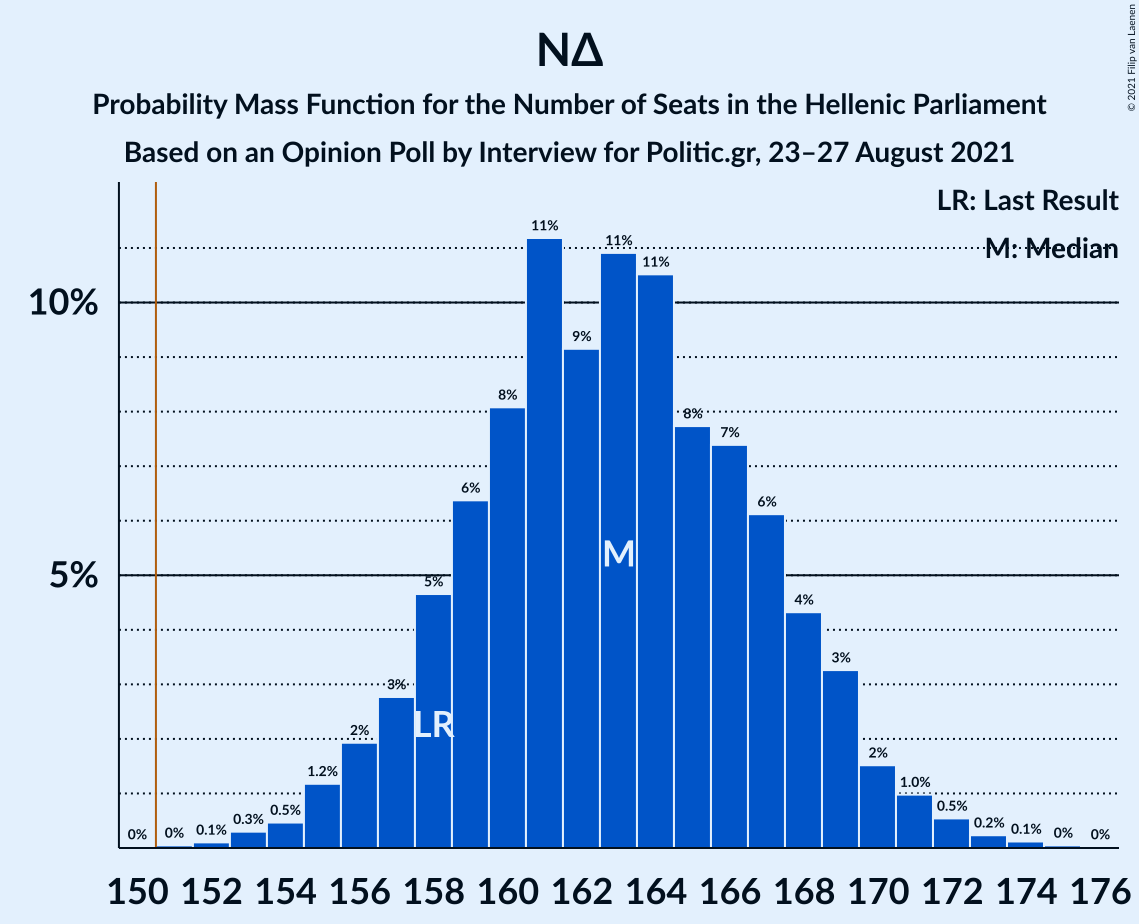 © 2021 Filip van Laenen
ΝΔ
Probability Mass Function for the Number of Seats in the Hellenic Parliament
Based on an Opinion Poll by Interview for Politic.gr, 23–27 August 2021
LR: Last Result
M: Median
10%
5%
0% 0% 0.1% 0.3% 0.5% 1.2% 2% 3% 5% 6% 8% 11% 9% 11% 11% 8% 7% 6% 4% 3% 2% 1.0% 0.5% 0.2% 0.1% 0% 0%
M
LR
150 152 154 156 158 160 162 164 166 168 170 172 174 176